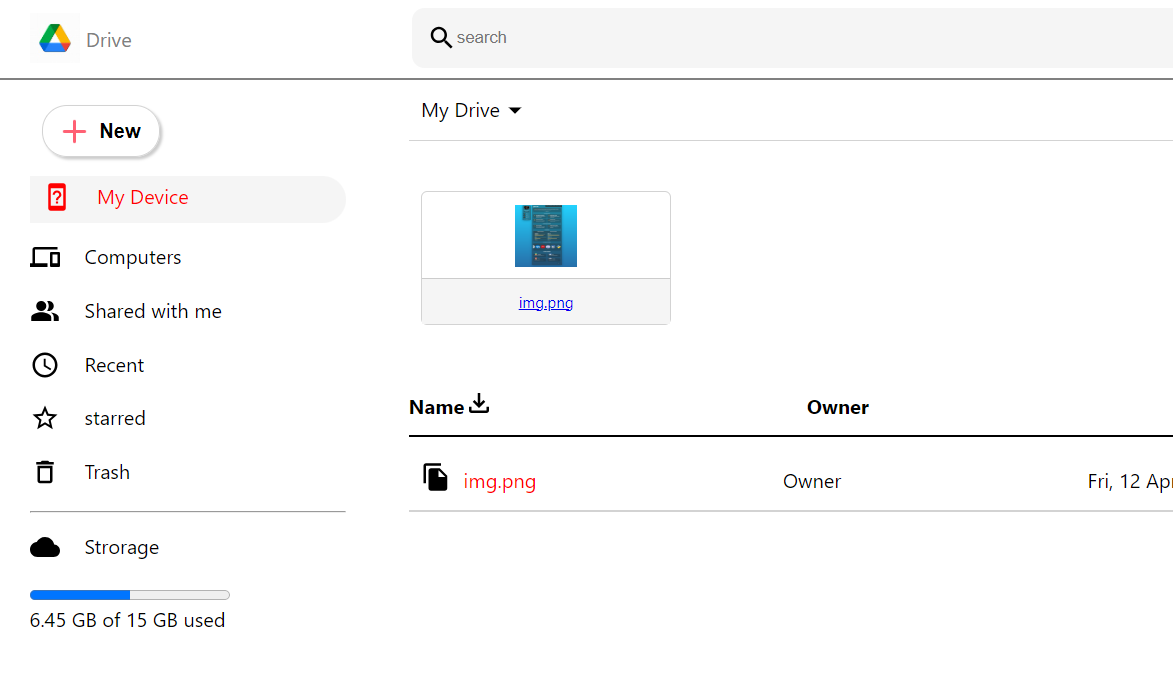 Drive
search
New
My Drive
My Device
Computers
Shared with me
Recent
starred
Trash
Strorage
6.45 GB of 15 GB used
img.png
Name Owner
img.png Owner Fri, 12 Apr